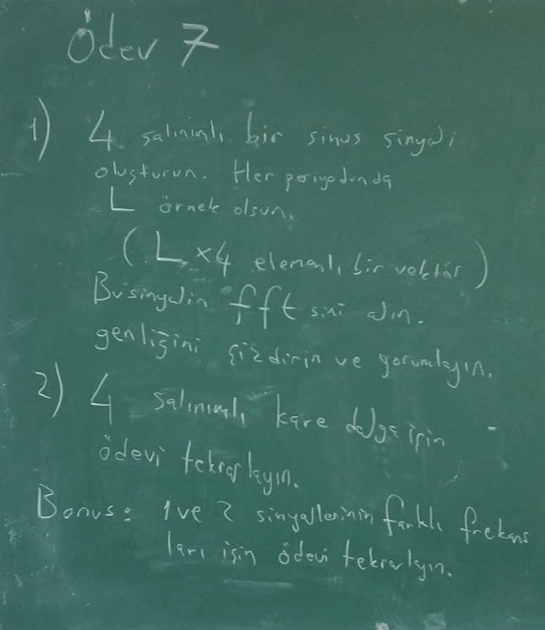 Ödev 7
1) 4 salınımlı bir sinus sinyali
oluşturun. Her periyodunda
L örnek olsun.
(L x 4 elemanlı bir vektör)
Bu sinyalin fft sini alın.
genliğini çizdirin ve yorumlayın.
2) 4 salınımlı kare dalga için
ödevi tekrarlayın.
Bonus: 1 ve 2 sinyallerinin farklı frekans
ları için ödevi tekrarlayın.